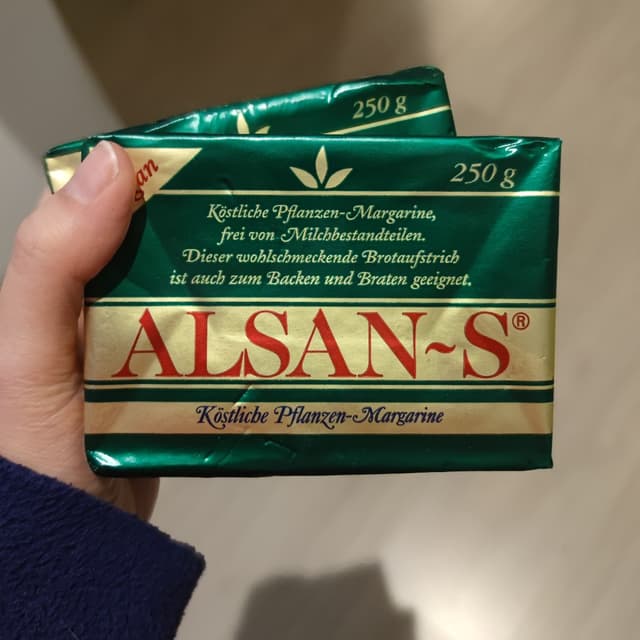 250 g
250 g
Köstliche Pflanzen-Margarine,
frei von Milchbestandteilen.
Dieser wohlschmeckende Brotaufstrich
ist auch zum Backen und Braten geeignet.
ALSAN~S®
Köstliche Pflanzen-Margarine